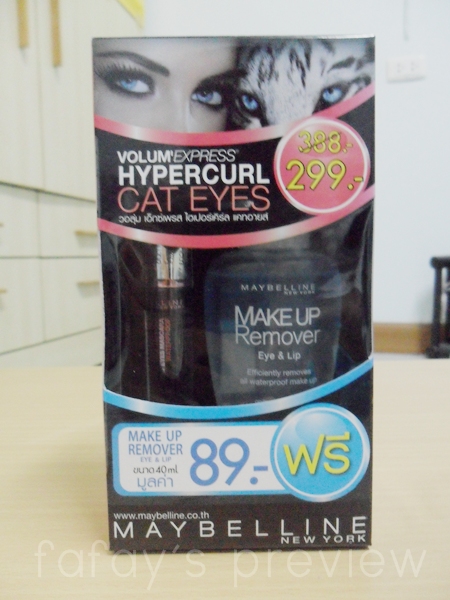 388.-
299.-
VOLUM'EXPRESS
HYPERCURL
CAT EYES
วอลุ่ม เอ็กซ์เพรส ไฮเปอร์เคิร์ล แคทอายส์
MAYBELLINE
NEW YORK
MAKE UP
Remover
Eye & Lip
Efficiently removes
all waterproof make up
MAKE UP
REMOVER
EYE & LIP
ขนาด 40 ml
มูลค่า
89.-
ฟรี
www.maybelline.co.th
MAYBELLINE
NEW YORK
fafay's preview